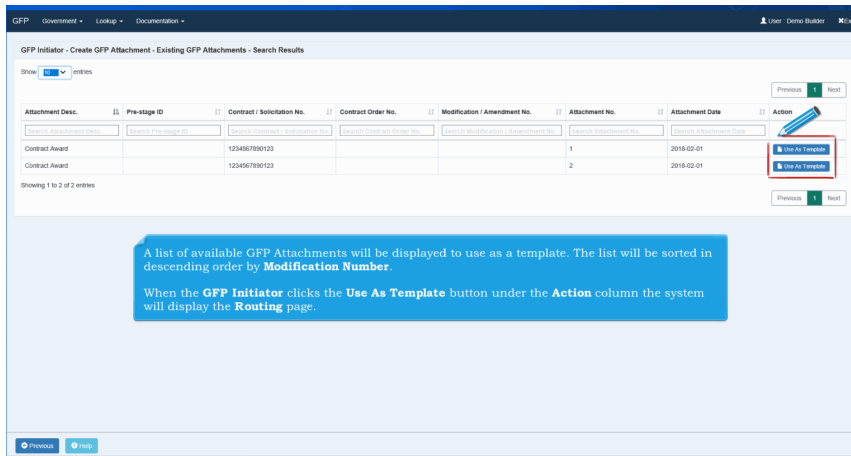 GFP Government Lookup Documentation User : Demo Builder Ex
GFP Initiator - Create GFP Attachment - Existing GFP Attachments - Search Results
Show 10 entries
Previous 1 Next
Attachment Desc. Pre-stage ID Contract / Solicitation No. Contract Order No. Modification / Amendment No. Attachment No. Attachment Date Action
Search Attachment Desc. Search Pre-stage ID Search Contract / Solicitation No. Search Contract Order No. Search Modification / Amendment No. Search Attachment No. Search Attachment Date
Contract Award 1234567890123 1 2018-02-01 Use As Template
Contract Award 1234567890123 2 2018-02-01 Use As Template
Showing 1 to 2 of 2 entries
Previous 1 Next
A list of available GFP Attachments will be displayed to use as a template. The list will be sorted in
descending order by Modification Number.
When the GFP Initiator clicks the Use As Template button under the Action column the system
will display the Routing page.
Previous Help